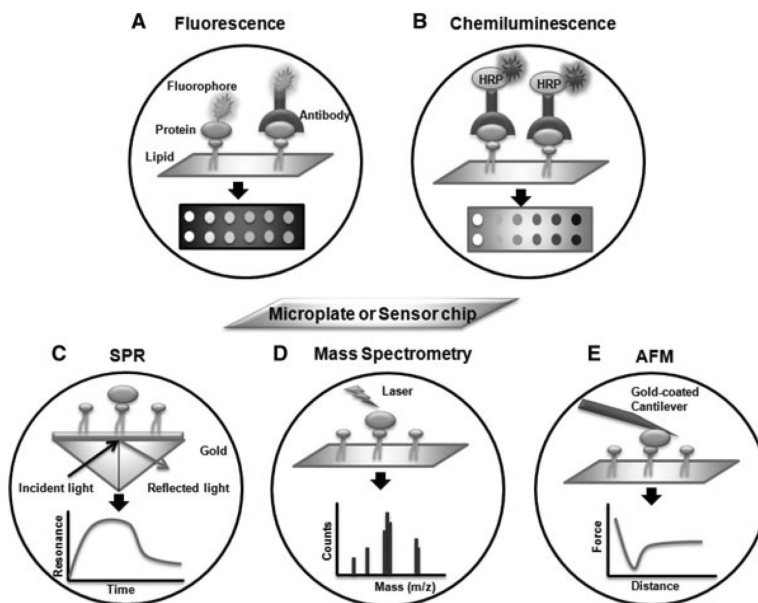 A Fluorescence
Fluorophore
Protein
Antibody
Lipid
B Chemiluminescence
HRP
HRP
Microplate or Sensor chip
C SPR
Gold
Incident light
Reflected light
Resonance
Time
D Mass Spectrometry
Laser
Counts
Mass (m/z)
E AFM
Gold-coated
Cantilever
Force
Distance